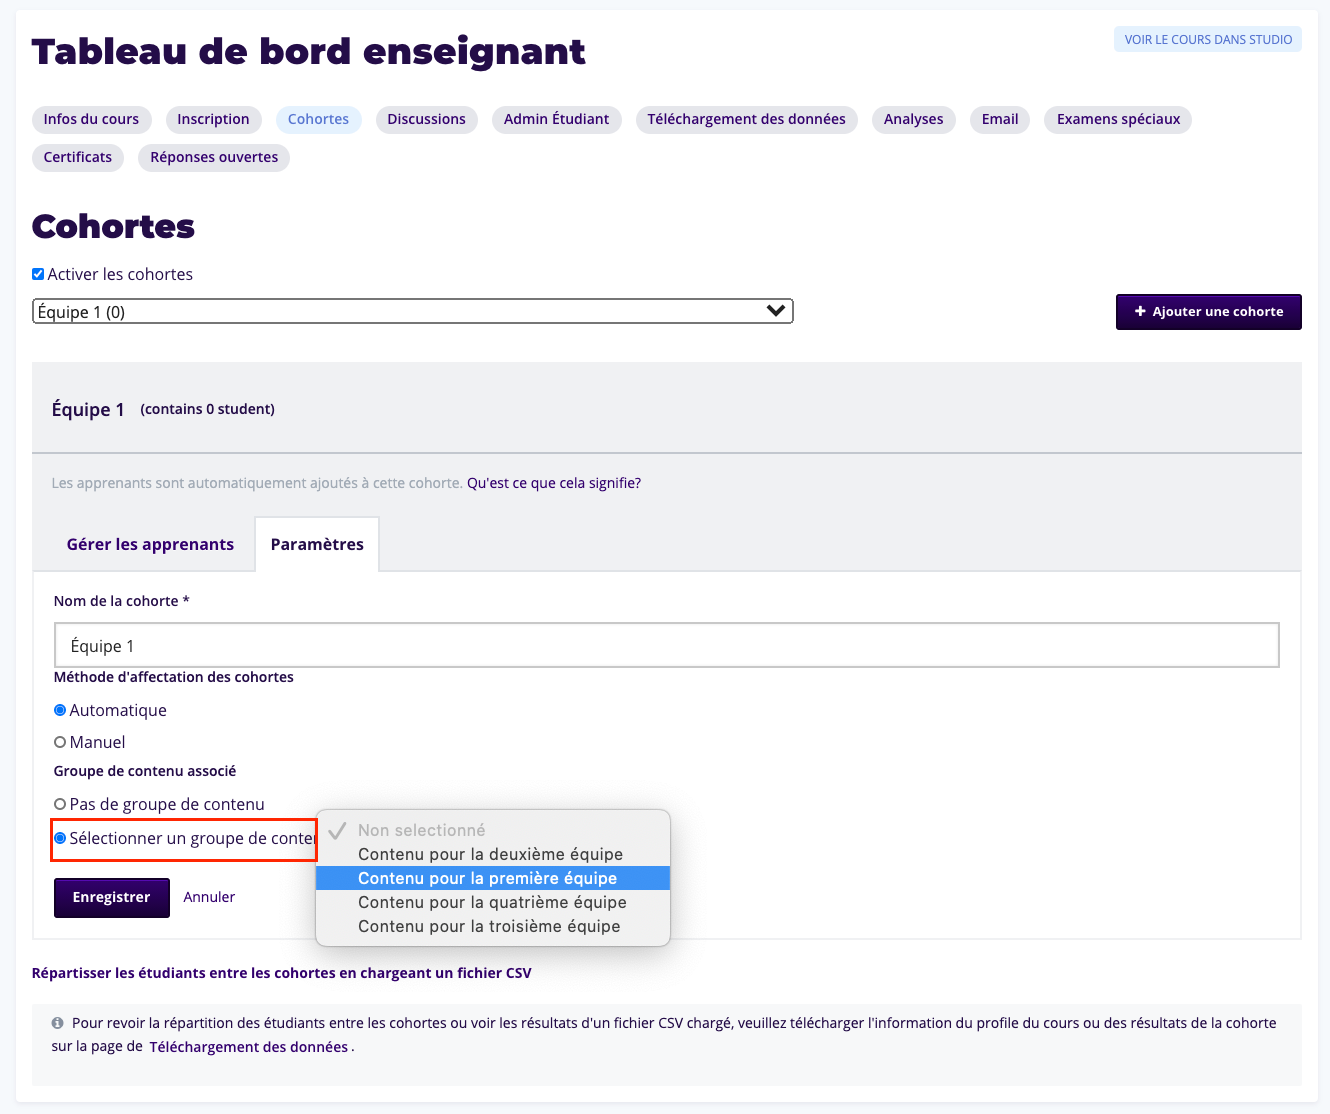 Tableau de bord enseignant
VOIR LE COURS DANS STUDIO
Infos du cours Inscription Cohortes Discussions Admin Étudiant Téléchargement des données Analyses Email Examens spéciaux
Certificats Réponses ouvertes
Cohortes
Activer les cohortes
Équipe 1 (0)
+ Ajouter une cohorte
Équipe 1 (contains 0 student)
Les apprenants sont automatiquement ajoutés à cette cohorte. Qu'est ce que cela signifie?
Gérer les apprenants Paramètres
Nom de la cohorte *
Équipe 1
Méthode d'affectation des cohortes
Automatique
Manuel
Groupe de contenu associé
Pas de groupe de contenu
Sélectionner un groupe de conten
Non selectionné
Contenu pour la deuxième équipe
Contenu pour la première équipe
Contenu pour la quatrième équipe
Contenu pour la troisième équipe
Enregistrer Annuler
Répartisser les étudiants entre les cohortes en chargeant un fichier CSV
Pour revoir la répartition des étudiants entre les cohortes ou voir les résultats d'un fichier CSV chargé, veuillez télécharger l'information du profile du cours ou des résultats de la cohorte
sur la page de Téléchargement des données .